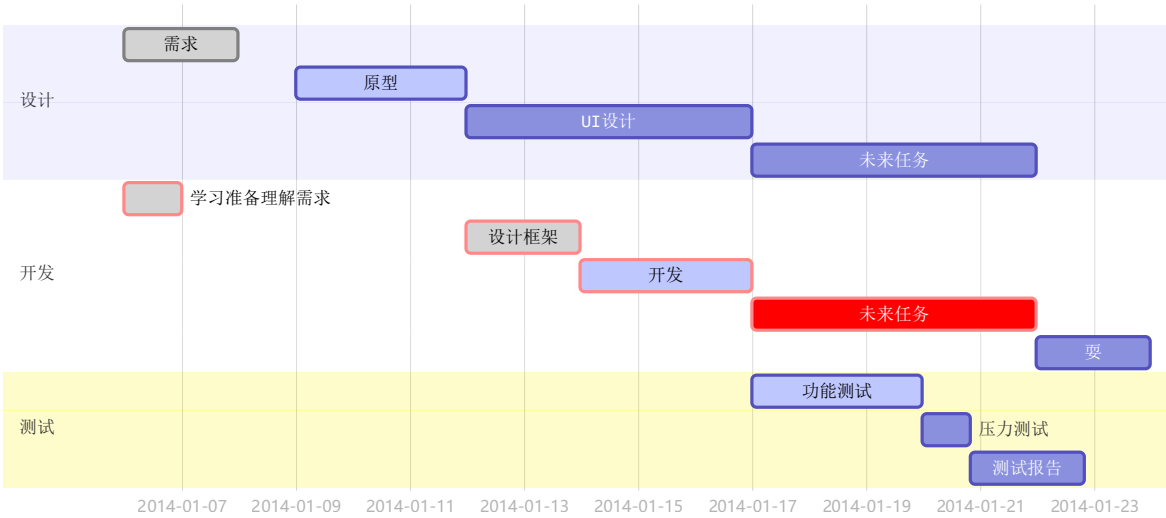 需求
原型
设计
UI设计
未来任务
学习准备理解需求
设计框架
开发
开发
未来任务
耍
功能测试
测试
压力测试
测试报告
2014-01-07 2014-01-09 2014-01-11 2014-01-13 2014-01-15 2014-01-17 2014-01-19 2014-01-21 2014-01-23